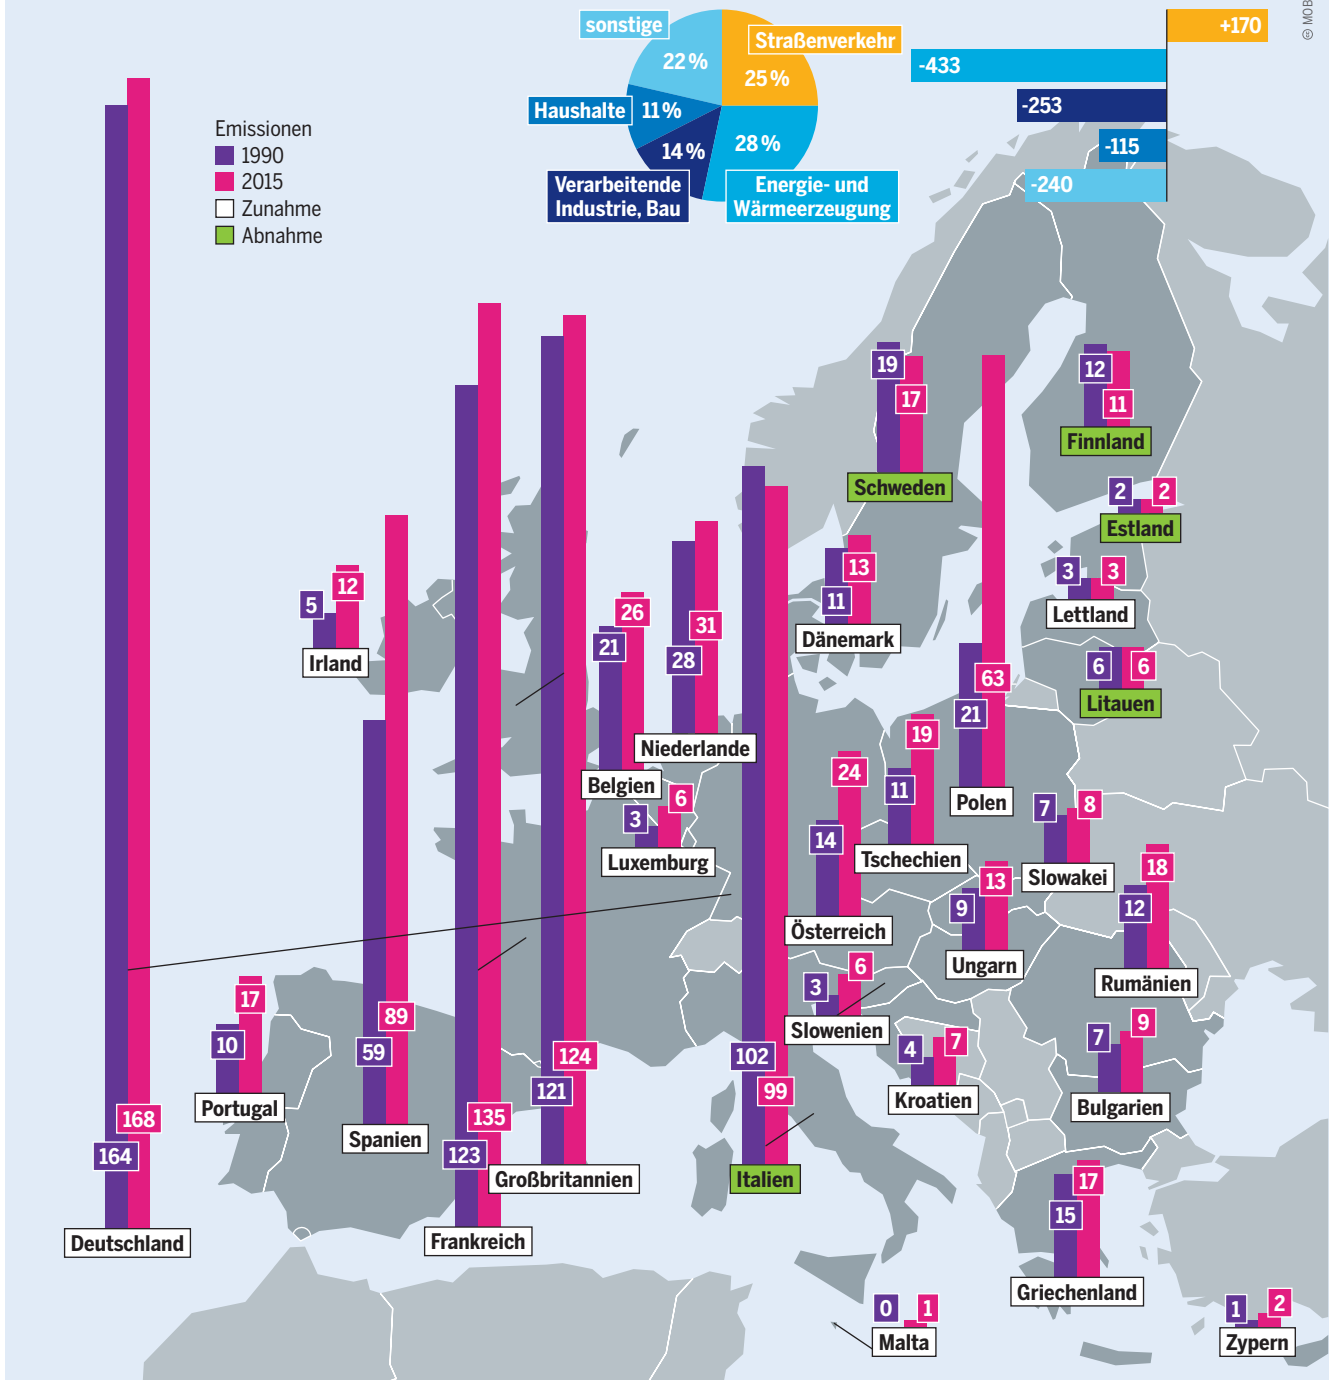 © MOB
sonstige
22 %
Straßenverkehr
25 %
Haushalte
11 %
14 %
28 %
Verarbeitende
Industrie, Bau
Energie- und
Wärmeerzeugung
+170
-433
-253
-115
-240
Emissionen
1990
2015
Zunahme
Abnahme
19
17
Schweden
12
11
Finnland
2
2
Estland
3
3
Lettland
6
6
Litauen
5
12
Irland
11
13
Dänemark
21
26
Belgien
28
31
Niederlande
3
6
Luxemburg
21
63
Polen
11
19
Tschechien
14
24
Österreich
7
8
Slowakei
9
13
Ungarn
12
18
Rumänien
3
6
Slowenien
4
7
Kroatien
7
9
Bulgarien
10
17
Portugal
59
89
Spanien
164
168
Deutschland
123
135
Frankreich
121
124
Großbritannien
102
99
Italien
15
17
Griechenland
0
1
Malta
1
2
Zypern